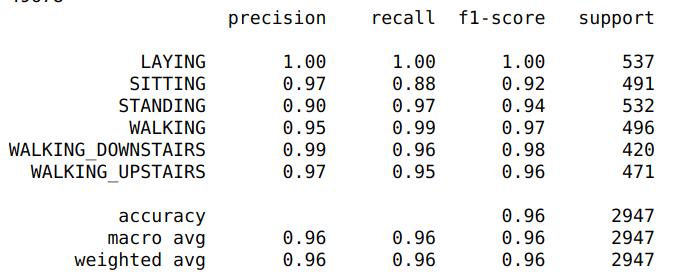 precision recall f1-score support
LAYING 1.00 1.00 1.00 537
SITTING 0.97 0.88 0.92 491
STANDING 0.90 0.97 0.94 532
WALKING 0.95 0.99 0.97 496
WALKING_DOWNSTAIRS 0.99 0.96 0.98 420
WALKING_UPSTAIRS 0.97 0.95 0.96 471
accuracy 0.96 2947
macro avg 0.96 0.96 0.96 2947
weighted avg 0.96 0.96 0.96 2947